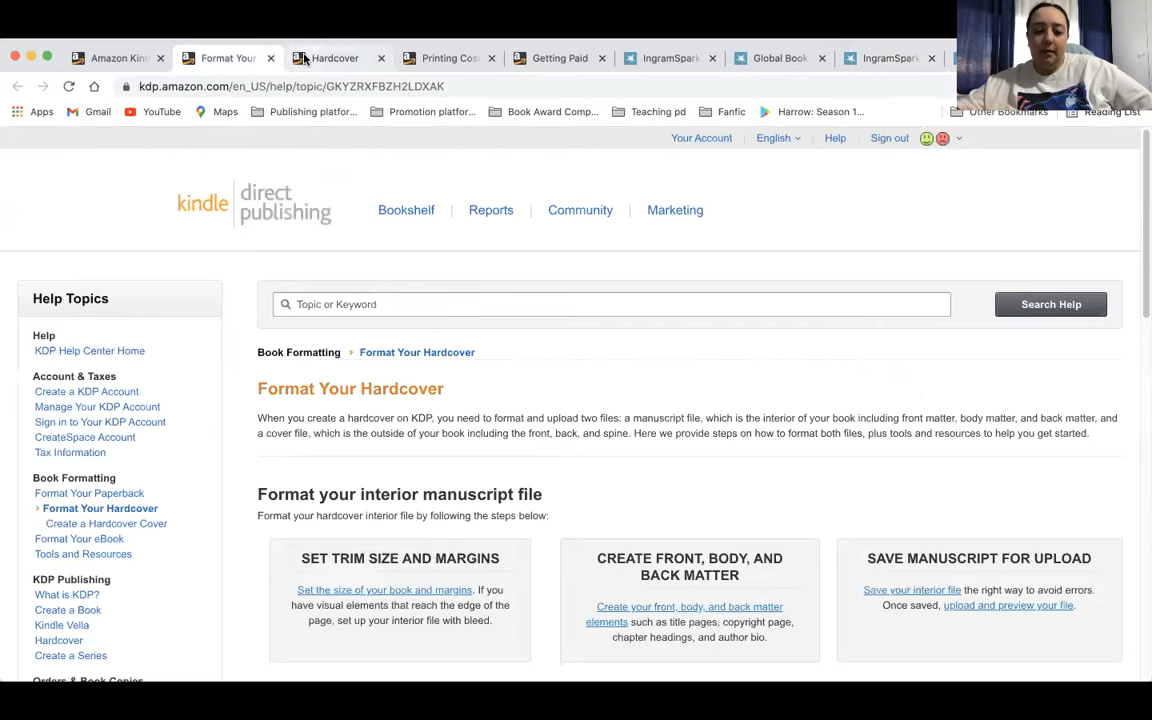 Amazon Kin
Format Your
Hardcover
Printing Cos
Getting Paid
IngramSpark
Global Book
IngramSpark
kdp.amazon.com/en_US/help/topic/GKYZRXFBZH2LDXAK
Apps
Gmail
YouTube
Maps
Publishing platfor...
Promotion platfor...
Book Award Comp...
Teaching pd
Fanfic
Harrow: Season 1...
Other Bookmarks
Reading List
Your Account
English
Help
Sign out
kindle direct publishing
Bookshelf
Reports
Community
Marketing
Help Topics
Help
KDP Help Center Home
Account & Taxes
Create a KDP Account
Manage Your KDP Account
Sign in to Your KDP Account
CreateSpace Account
Tax Information
Book Formatting
Format Your Paperback
Format Your Hardcover
Create a Hardcover Cover
Format Your eBook
Tools and Resources
KDP Publishing
What is KDP?
Create a Book
Kindle Vella
Hardcover
Create a Series
Orders & Book Copies
Topic or Keyword
Search Help
Book Formatting › Format Your Hardcover
Format Your Hardcover
When you create a hardcover on KDP, you need to format and upload two files: a manuscript file, which is the interior of your book including front matter, body matter, and back matter, and
a cover file, which is the outside of your book including the front, back, and spine. Here we provide steps on how to format both files, plus tools and resources to help you get started.
Format your interior manuscript file
Format your hardcover interior file by following the steps below:
SET TRIM SIZE AND MARGINS
Set the size of your book and margins. If you
have visual elements that reach the edge of the
page, set up your interior file with bleed.
CREATE FRONT, BODY, AND
BACK MATTER
Create your front, body, and back matter
elements such as title pages, copyright page,
chapter headings, and author bio.
SAVE MANUSCRIPT FOR UPLOAD
Save your interior file the right way to avoid errors.
Once saved, upload and preview your file.